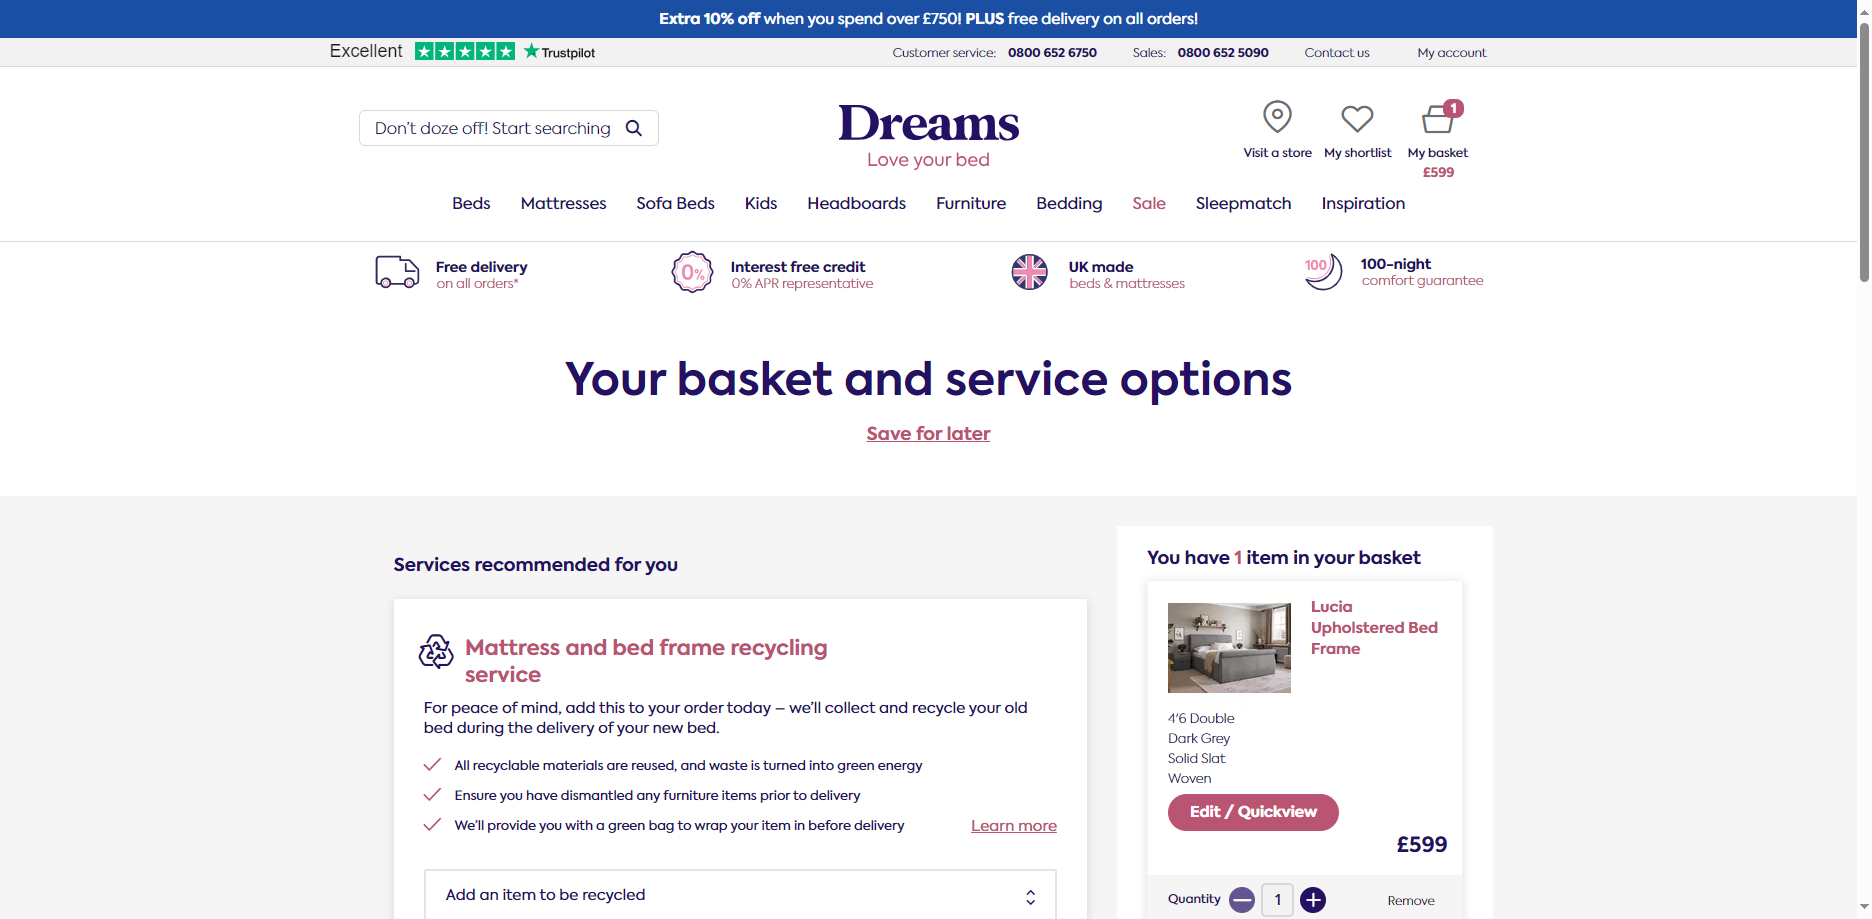 Extra 10% off when you spend over £750! PLUS free delivery on all orders!
Excellent Trustpilot Customer service: 0800 652 6750 Sales: 0800 652 5090 Contact us My account
Don't doze off! Start searching
Dreams
Love your bed
1
Visit a store My shortlist My basket
£599
Beds Mattresses Sofa Beds Kids Headboards Furniture Bedding Sale Sleepmatch Inspiration
Free delivery
on all orders*
0%
Interest free credit
0% APR representative
UK made
beds & mattresses
100
100-night
comfort guarantee
Your basket and service options
Save for later
Services recommended for you
Mattress and bed frame recycling
service
For peace of mind, add this to your order today – we'll collect and recycle your old
bed during the delivery of your new bed.
All recyclable materials are reused, and waste is turned into green energy
Ensure you have dismantled any furniture items prior to delivery
We'll provide you with a green bag to wrap your item in before delivery Learn more
Add an item to be recycled
You have 1 item in your basket
Lucia
Upholstered Bed
Frame
4'6 Double
Dark Grey
Solid Slat
Woven
Edit / Quickview
£599
Quantity 1 Remove